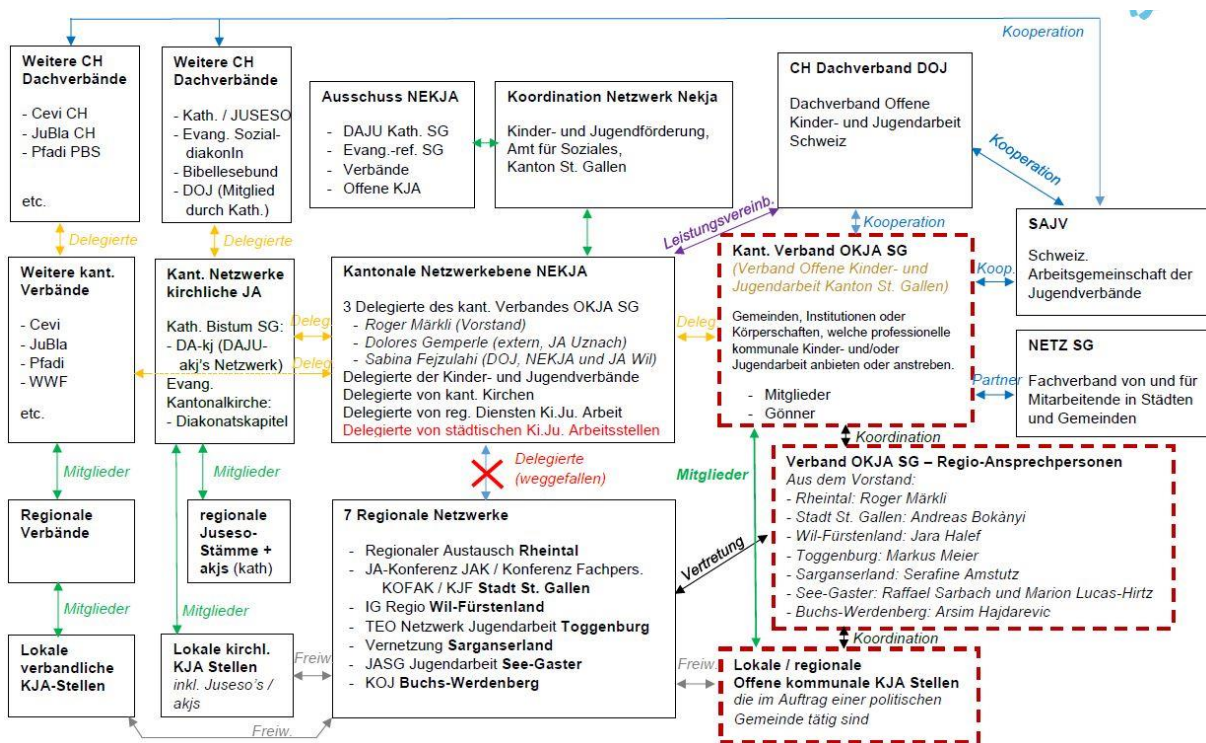 Kooperation
Weitere CH
Dachverbände
- Cevi CH
- JuBla CH
- Pfadi PBS
etc.
Weitere CH
Dachverbände
- Kath. / JUSESO
- Evang. Sozial-
diakonIn
- Bibellesebund
- DOJ (Mitglied
durch Kath.)
Ausschuss NEKJA
- DAJU Kath. SG
- Evang.-ref. SG
- Verbände
- Offene KJA
Koordination Netzwerk Nekja
Kinder- und Jugendförderung,
Amt für Soziales,
Kanton St. Gallen
CH Dachverband DOJ
Dachverband Offene
Kinder- und Jugendarbeit
Schweiz
Kooperation
Delegierte
Delegierte
Leistungsvereinb.
Kooperation
SAJV
Schweiz.
Arbeitsgemeinschaft der
Jugendverbände
Weitere kant.
Verbände
- Cevi
- JuBla
- Pfadi
- WWF
etc.
Kant. Netzwerke
kirchliche JA
Kath. Bistum SG:
- DA-kj (DAJU-
akj's Netzwerk)
Evang.
Kantonalkirche:
- Diakonatskapitel
Deleg.
Deleg.
Kantonale Netzwerkebene NEKJA
3 Delegierte des kant. Verbandes OKJA SG
- Roger Märkli (Vorstand)
- Dolores Gemperle (extern, JA Uznach)
- Sabina Fejzulahi (DOJ, NEKJA und JA Wil)
Delegierte der Kinder- und Jugendverbände
Delegierte von kant. Kirchen
Delegierte von reg. Diensten Ki.Ju. Arbeit
Delegierte von städtischen Ki.Ju. Arbeitsstellen
Deleg.
Kant. Verband OKJA SG
(Verband Offene Kinder- und
Jugendarbeit Kanton St. Gallen)
Gemeinden, Institutionen oder
Körperschaften, welche professionelle
kommunale Kinder- und/oder
Jugendarbeit anbieten oder anstreben.
- Mitglieder
- Gönner
Koop.
Partner
NETZ SG
Fachverband von und für
Mitarbeitende in Städten
und Gemeinden
Mitglieder
Mitglieder
Delegierte
(weggefallen)
Mitglieder
Koordination
Regionale
Verbände
regionale
Juseso-
Stämme +
akjs (kath)
7 Regionale Netzwerke
- Regionaler Austausch Rheintal
- JA-Konferenz JAK / Konferenz Fachpers.
KOFAK / KJF Stadt St. Gallen
- IG Regio Wil-Fürstenland
- TEO Netzwerk Jugendarbeit Toggenburg
- Vernetzung Sarganserland
- JASG Jugendarbeit See-Gaster
- KOJ Buchs-Werdenberg
Vertretung
Verband OKJA SG – Regio-Ansprechpersonen
Aus dem Vorstand:
- Rheintal: Roger Märkli
- Stadt St. Gallen: Andreas Bokànyi
- Wil-Fürstenland: Jara Halef
- Toggenburg: Markus Meier
- Sarganserland: Serafine Amstutz
- See-Gaster: Raffael Sarbach und Marion Lucas-Hirtz
- Buchs-Werdenberg: Arsim Hajdarevic
Mitglieder
Mitglieder
Koordination
Lokale
verbandliche
KJA-Stellen
Lokale kirchl.
KJA Stellen
inkl. Juseso's /
akjs
Freiw.
Freiw.
Lokale / regionale
Offene kommunale KJA Stellen
die im Auftrag einer politischen
Gemeinde tätig sind
Freiw.